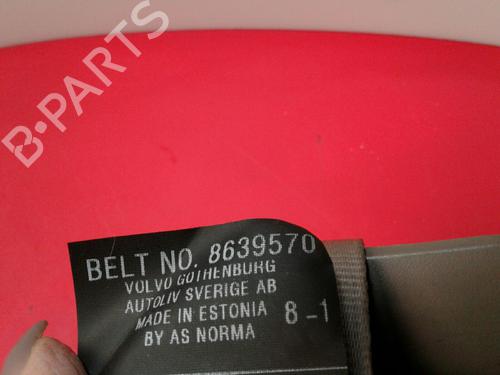 B-PARTS
BELT NO. 8639570
VOLVO GOTHENBURG
AUTOLIV SVERIGE AB
MADE IN ESTONIA 8-1
BY AS NORMA